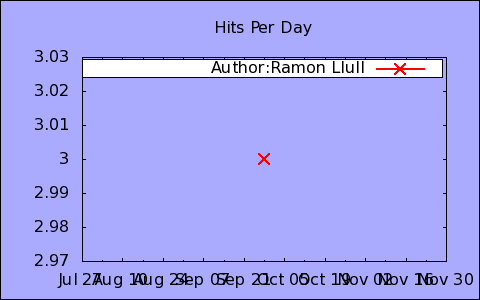 Hits Per Day
3.03
Author:Ramon Llull
3.02
3.01
3
2.99
2.98
2.97
Jul 27 Aug 10 Aug 24 Sep 07 Sep 21 Oct 05 Oct 19 Nov 02 Nov 16 Nov 30